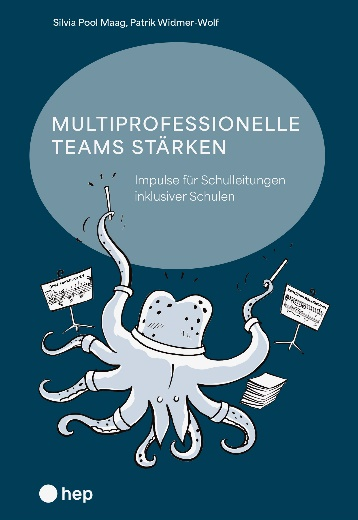 Silvia Pool Maag, Patrik Widmer-Wolf
MULTIPROFESSIONELLE
TEAMS STÄRKEN
Impulse für Schulleitungen
inklusiver Schulen
hep